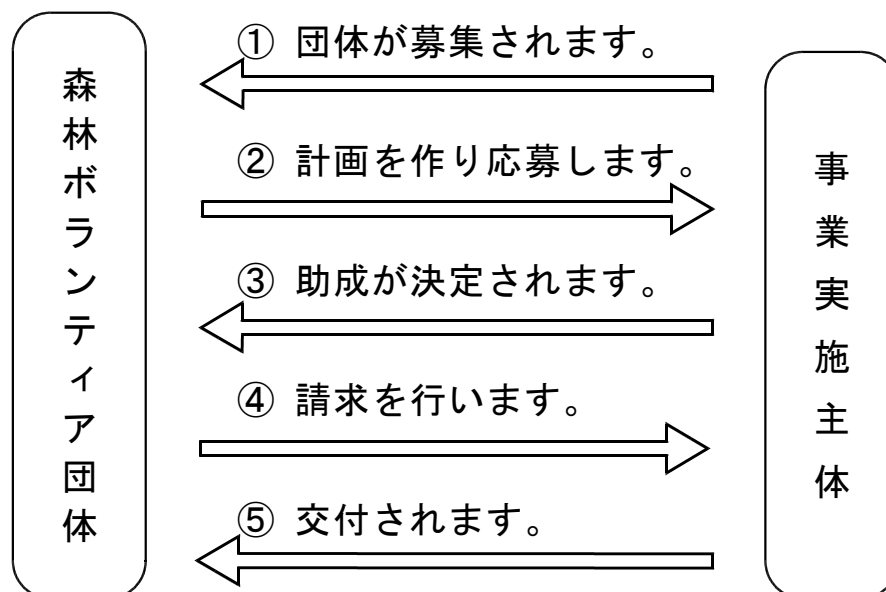 森林ボランティア団体
① 団体が募集されます。
② 計画を作り応募します。
③ 助成が決定されます。
④ 請求を行います。
⑤ 交付されます。
事業実施主体